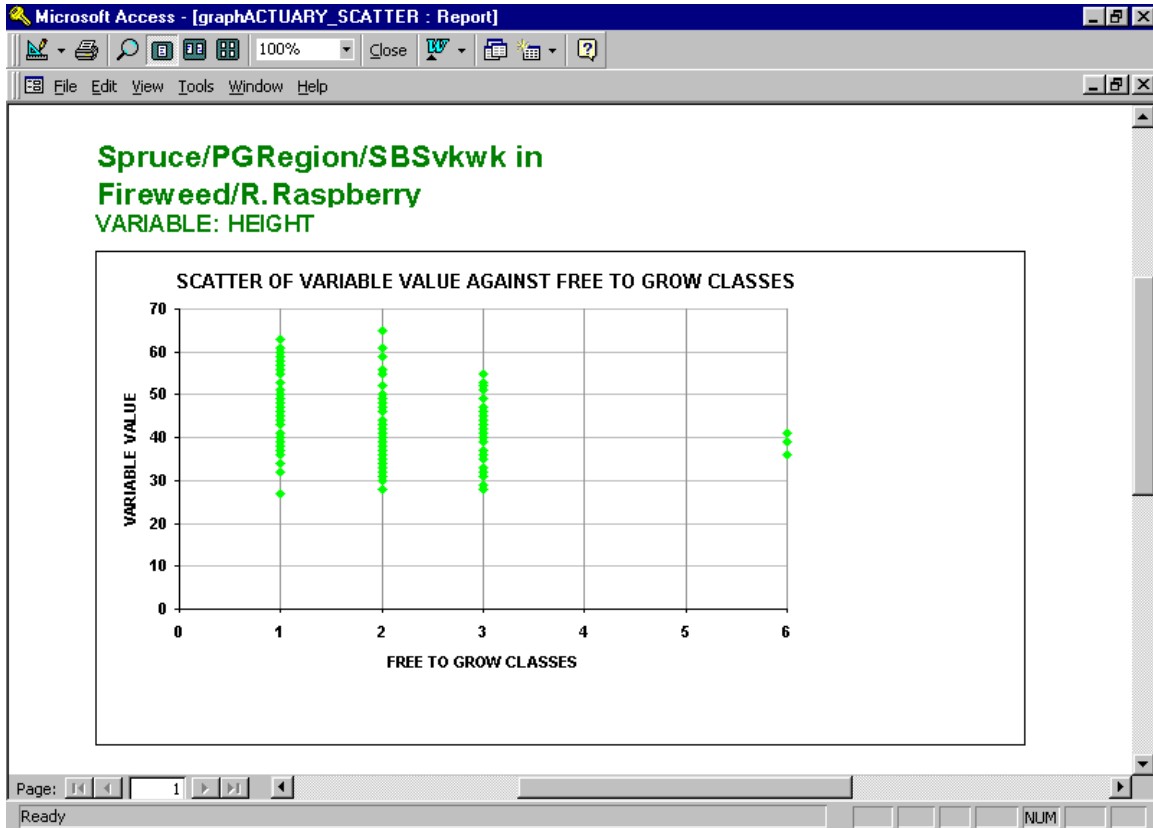 Microsoft Access - [graphACTUARY_SCATTER : Report]
100% Close
File Edit View Tools Window Help
Spruce/PGRegion/SBSvkwk in
Fireweed/R.Raspberry
VARIABLE: HEIGHT
SCATTER OF VARIABLE VALUE AGAINST FREE TO GROW CLASSES
VARIABLE VALUE
70
60
50
40
30
20
10
0
0 1 2 3 4 5 6
FREE TO GROW CLASSES
Page: 1
Ready NUM